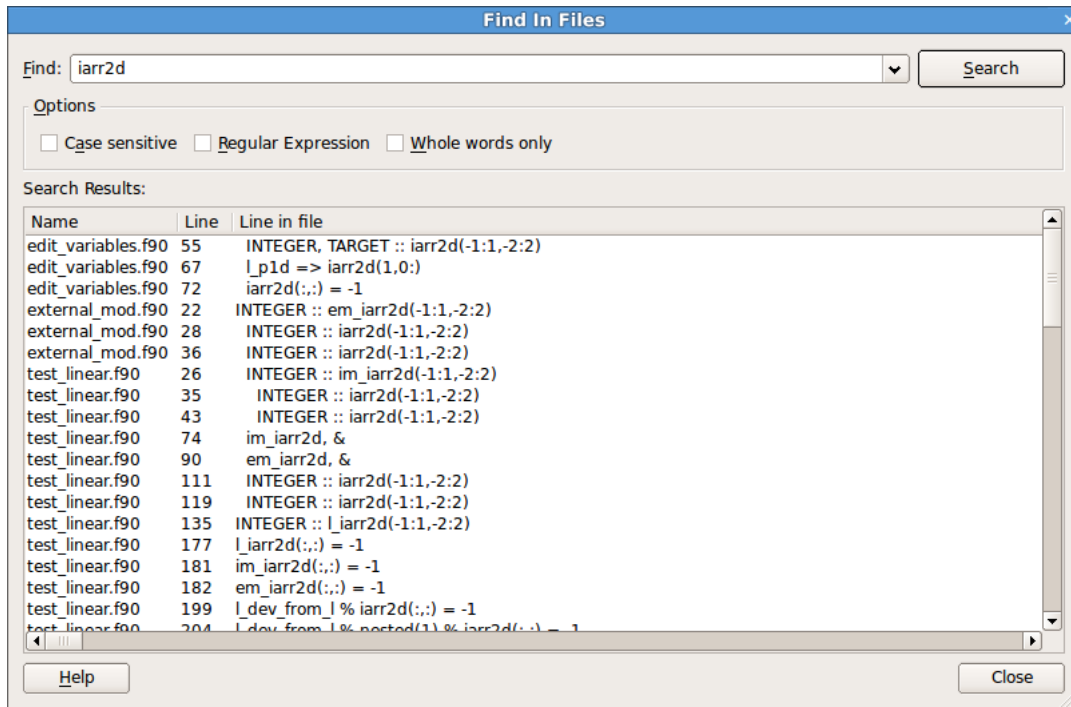 Find In Files
Find: iarr2d Search
Options
Case sensitive Regular Expression Whole words only
Search Results:
Name Line Line in file
edit_variables.f90 55 INTEGER, TARGET :: iarr2d(-1:1,-2:2)
edit_variables.f90 67 l_p1d => iarr2d(1,0:)
edit_variables.f90 72 iarr2d(:,:) = -1
external_mod.f90 22 INTEGER :: em_iarr2d(-1:1,-2:2)
external_mod.f90 28 INTEGER :: iarr2d(-1:1,-2:2)
external_mod.f90 36 INTEGER :: iarr2d(-1:1,-2:2)
test_linear.f90 26 INTEGER :: im_iarr2d(-1:1,-2:2)
test_linear.f90 35 INTEGER :: iarr2d(-1:1,-2:2)
test_linear.f90 43 INTEGER :: iarr2d(-1:1,-2:2)
test_linear.f90 74 im_iarr2d, &
test_linear.f90 90 em_iarr2d, &
test_linear.f90 111 INTEGER :: iarr2d(-1:1,-2:2)
test_linear.f90 119 INTEGER :: iarr2d(-1:1,-2:2)
test_linear.f90 135 INTEGER :: l_iarr2d(-1:1,-2:2)
test_linear.f90 177 l_iarr2d(:,:) = -1
test_linear.f90 181 im_iarr2d(:,:) = -1
test_linear.f90 182 em_iarr2d(:,:) = -1
test_linear.f90 199 l_dev_from_l % iarr2d(:,:) = -1
test_linear.f90 204 l_dev_from_l % nested(1) % iarr2d(:,:) = -1
Help Close